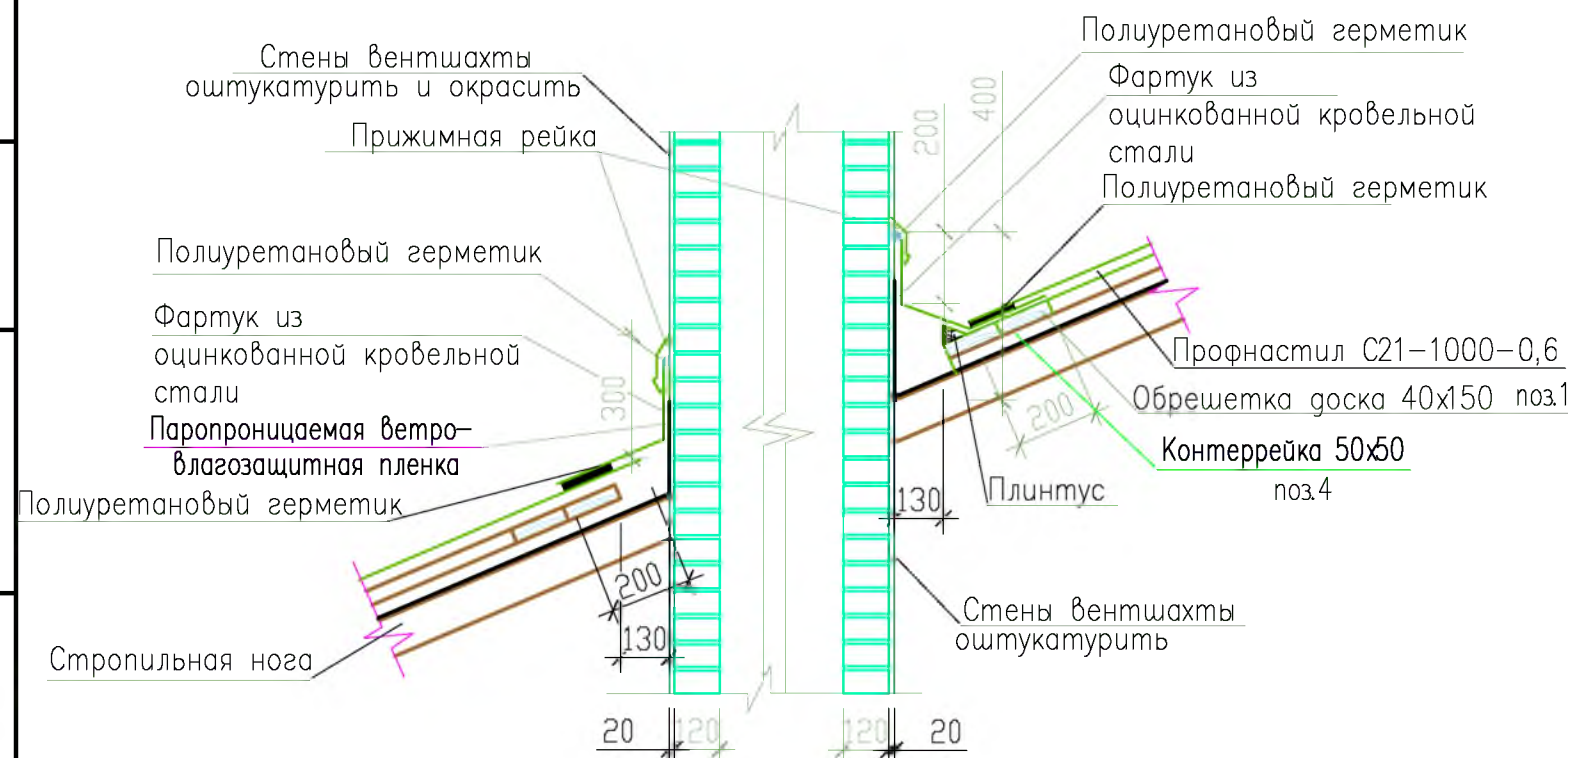 Полиуретановый герметик
Стены вентшахты
оштукатурить и окрасить
Фартук из
оцинкованной кровельной
стали
Прижимная рейка
200
400
Полиуретановый герметик
Полиуретановый герметик
Фартук из
оцинкованной кровельной
стали
300
Профнастил С21-1000-0,6
Обрешетка доска 40х150 поз.1
200
Паропроницаемая ветро-
влагозащитная пленка
Контеррейка 50х50
поз.4
Полиуретановый герметик
130
Плинтус
200
130
Стены вентшахты
оштукатурить
Стропильная нога
20
120
120
20